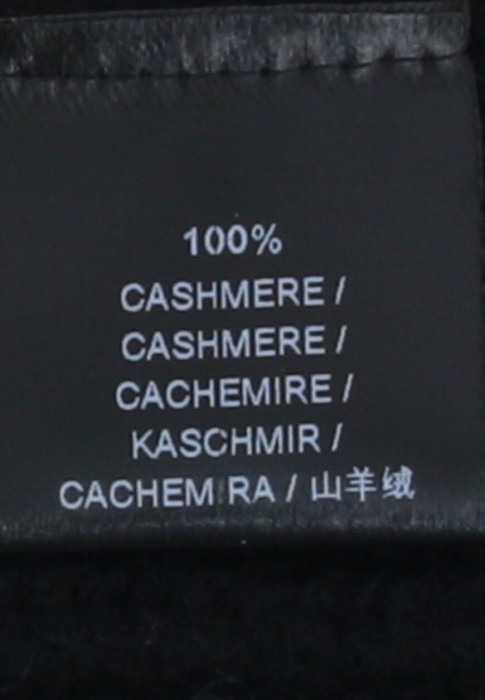 100%
CASHMERE /
CASHMERE /
CACHEMIRE /
KASCHMIR /
CACHEMIRA / 山羊绒